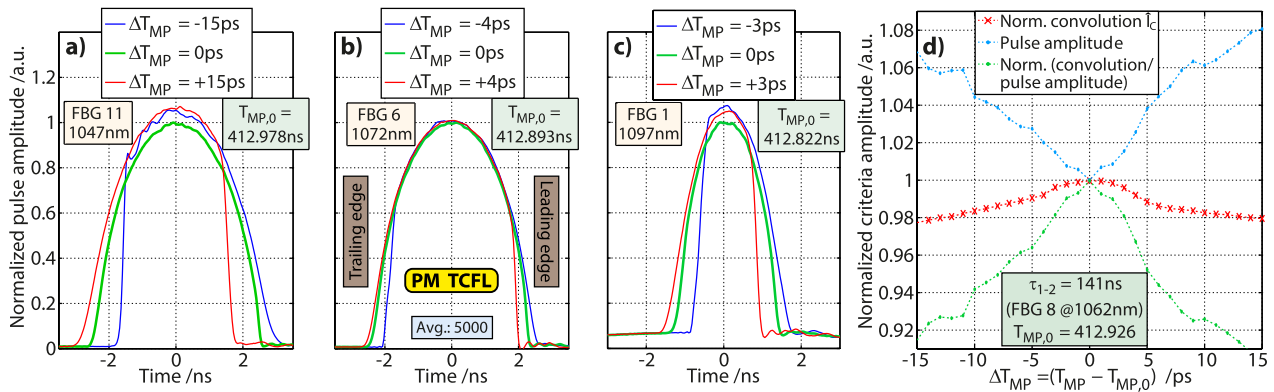 a)
ΔT_MP = -15ps
ΔT_MP = 0ps
ΔT_MP = +15ps
FBG 11
1047nm
T_MP,0 =
412.978ns
Normalized pulse amplitude /a.u.
1.2
1
0.8
0.6
0.4
0.2
0
-2
0
2
Time /ns
b)
ΔT_MP = -4ps
ΔT_MP = 0ps
ΔT_MP = +4ps
FBG 6
1072nm
T_MP,0 =
412.893ns
Trailing edge
Leading edge
PM TCFL
Avg.: 5000
-2
0
2
Time /ns
c)
ΔT_MP = -3ps
ΔT_MP = 0ps
ΔT_MP = +3ps
FBG 1
1097nm
T_MP,0 =
412.822ns
-2
0
2
Time /ns
d)
Norm. convolution Î_C
Pulse amplitude
Norm. (convolution/
pulse amplitude)
Normalized criteria amplitude /a.u.
1.08
1.06
1.04
1.02
1
0.98
0.96
0.94
0.92
τ_1-2 = 141ns
(FBG 8 @1062nm)
T_MP,0 = 412.926
-15
-10
-5
0
5
10
15
ΔT_MP =(T_MP − T_MP,0) /ps